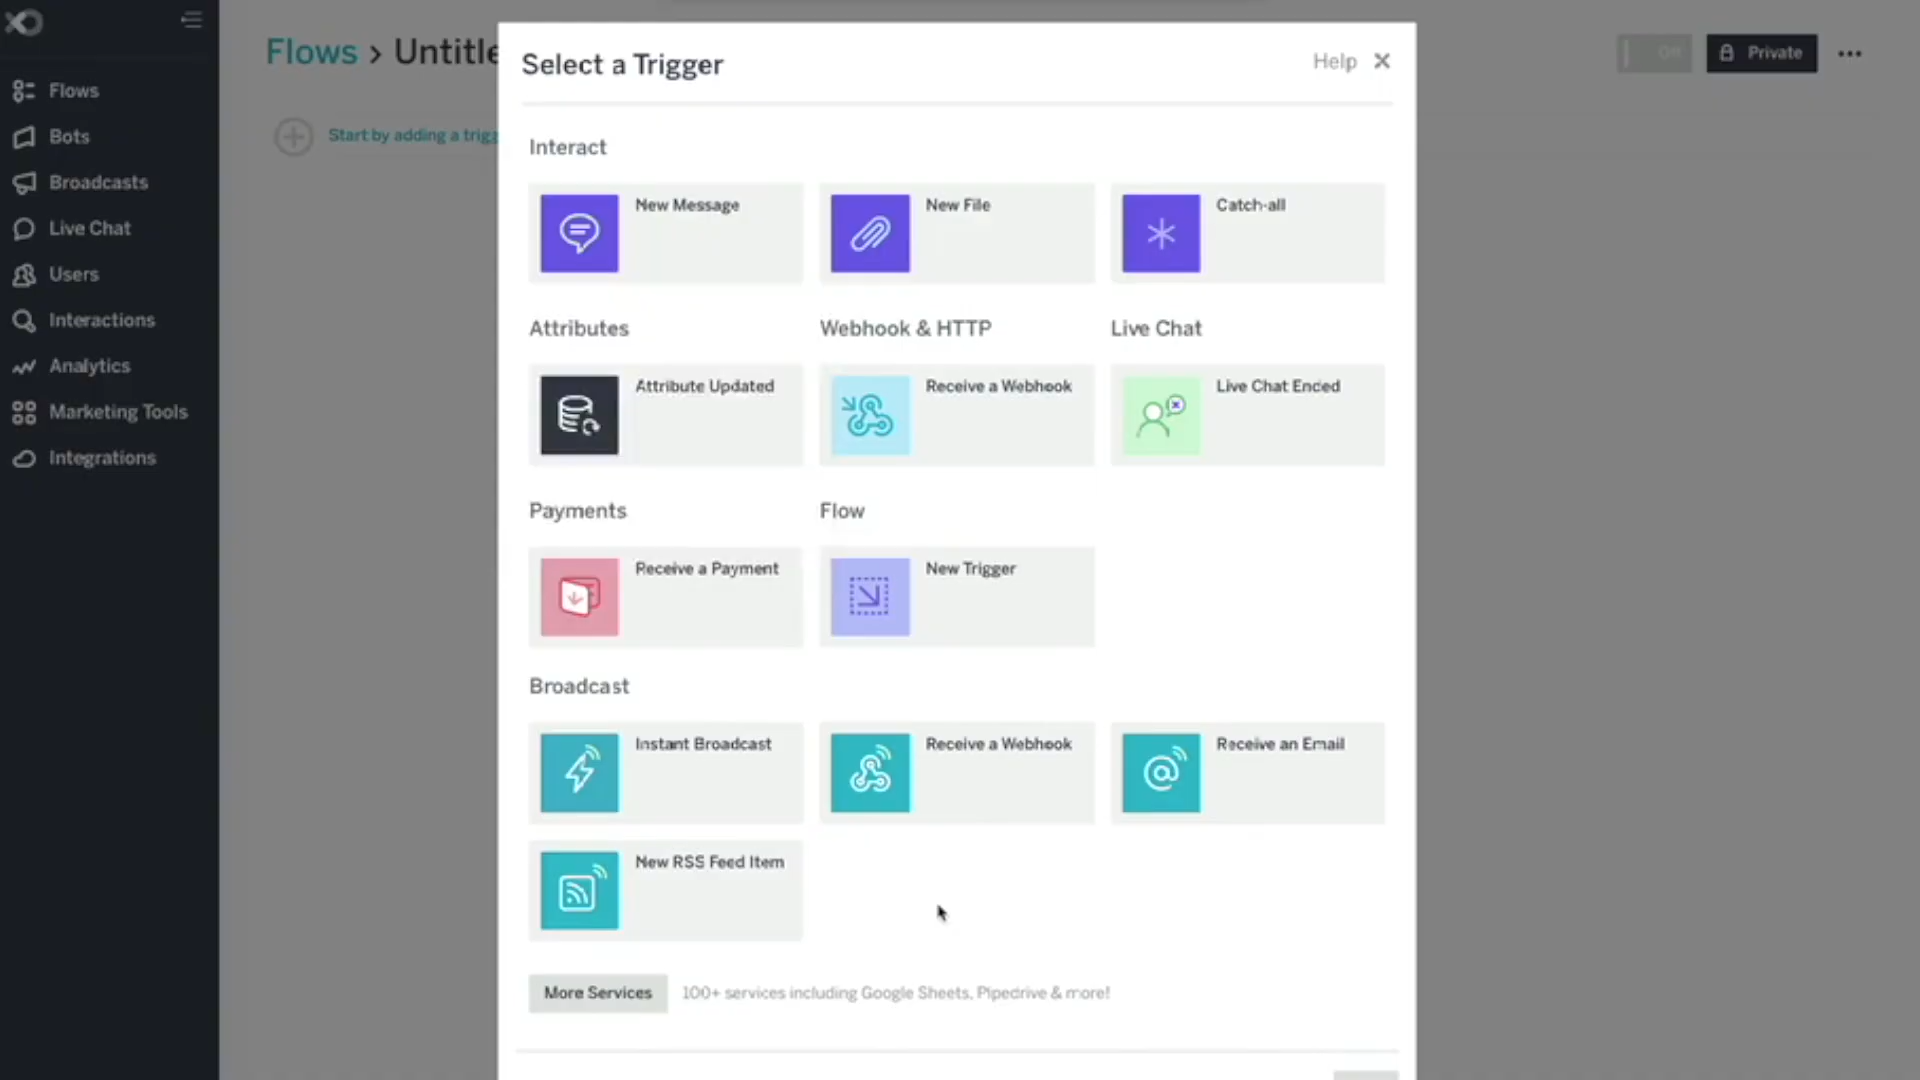 Flows
Bots
Broadcasts
Live Chat
Users
Interactions
Analytics
Marketing Tools
Integrations
Flows > Untitle
Start by adding a trigg
Off
Private
Select a Trigger
Help
Interact
New Message
New File
Catch-all
Attributes
Webhook & HTTP
Live Chat
Attribute Updated
Receive a Webhook
Live Chat Ended
Payments
Flow
Receive a Payment
New Trigger
Broadcast
Instant Broadcast
Receive a Webhook
Receive an Email
New RSS Feed Item
More Services
100+ services including Google Sheets, Pipedrive & more!